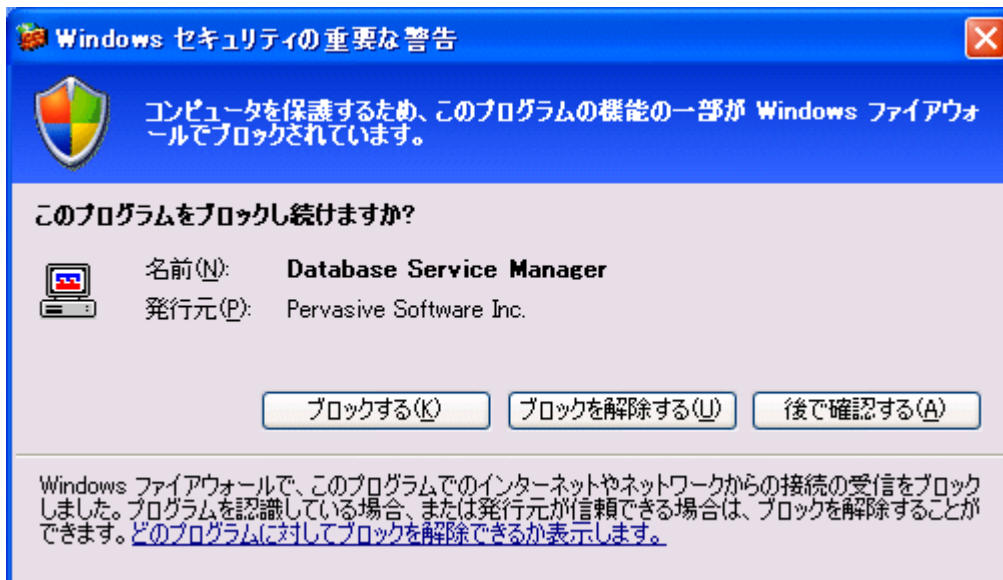 Windows セキュリティの重要な警告
コンピュータを保護するため、このプログラムの機能の一部が Windows ファイアウォ
ールでブロックされています。
このプログラムをブロックし続けますか?
名前(N): Database Service Manager
発行元(P): Pervasive Software Inc.
ブロックする(K) ブロックを解除する(U) 後で確認する(A)
Windows ファイアウォールで、このプログラムでのインターネットやネットワークからの接続の受信をブロック
しました。プログラムを認識している場合、または発行元が信頼できる場合は、ブロックを解除することが
できます。どのプログラムに対してブロックを解除できるか表示します。